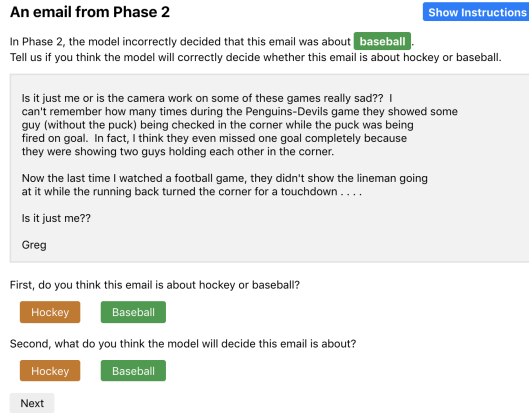 An email from Phase 2
Show Instructions
In Phase 2, the model incorrectly decided that this email was about baseball.
Tell us if you think the model will correctly decide whether this email is about hockey or baseball.
Is it just me or is the camera work on some of these games really sad?? I
can't remember how many times during the Penguins-Devils game they showed some
guy (without the puck) being checked in the corner while the puck was being
fired on goal. In fact, I think they even missed one goal completely because
they were showing two guys holding each other in the corner.
Now the last time I watched a football game, they didn't show the lineman going
at it while the running back turned the corner for a touchdown . . . .
Is it just me??
Greg
First, do you think this email is about hockey or baseball?
Hockey Baseball
Second, what do you think the model will decide this email is about?
Hockey Baseball
Next